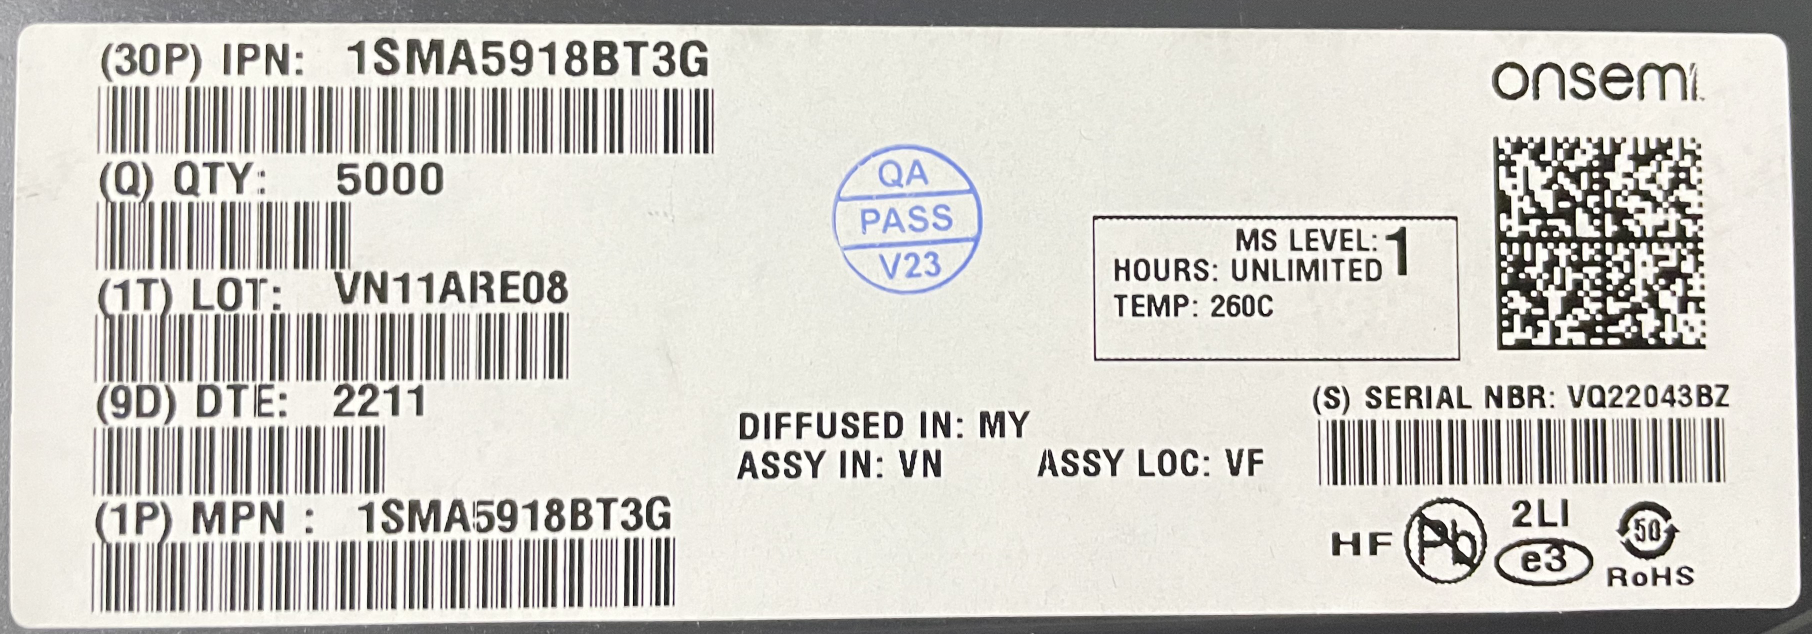 (30P) IPN: 1SMA5918BT3G
onsemi
(Q) QTY: 5000
QA
PASS
V23
MS LEVEL: 1
HOURS: UNLIMITED
TEMP: 260C
(1T) LOT: VN11ARE08
(9D) DTE: 2211
(S) SERIAL NBR: VQ22043BZ
DIFFUSED IN: MY
ASSY IN: VN ASSY LOC: VF
(1P) MPN : 1SMA5918BT3G
HF Pb 2LI e3 50 RoHS